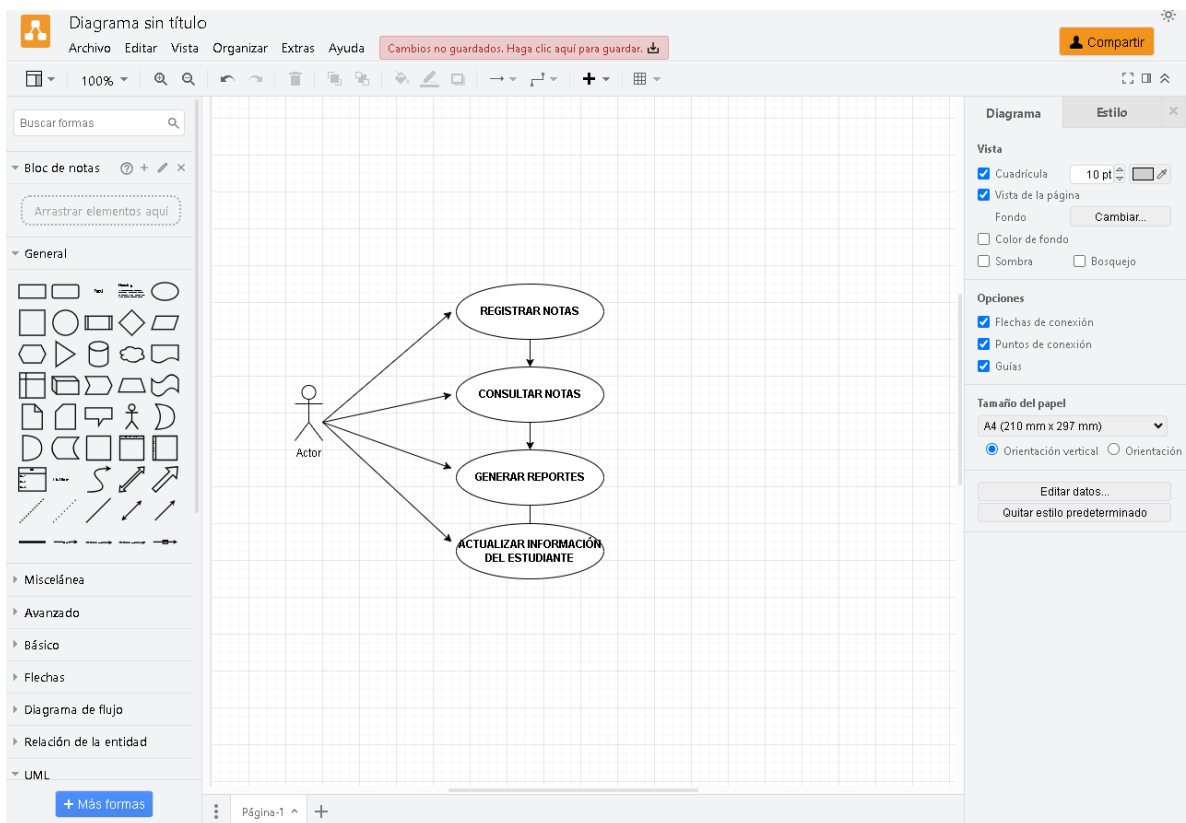 Diagrama sin título
Archivo Editar Vista Organizar Extras Ayuda
Cambios no guardados. Haga clic aquí para guardar.
Compartir
100%
Buscar formas
Bloc de notas
Arrastrar elementos aquí
General
Miscelánea
Avanzado
Básico
Flechas
Diagrama de flujo
Relación de la entidad
UML
+ Más formas
REGISTRAR NOTAS
CONSULTAR NOTAS
Actor
GENERAR REPORTES
ACTUALIZAR INFORMACIÓN
DEL ESTUDIANTE
Página-1
Diagrama Estilo
Vista
Cuadrícula 10 pt
Vista de la página
Fondo Cambiar...
Color de fondo
Sombra Bosquejo
Opciones
Flechas de conexión
Puntos de conexión
Guías
Tamaño del papel
A4 (210 mm x 297 mm)
Orientación vertical Orientación
Editar datos...
Quitar estilo predeterminado